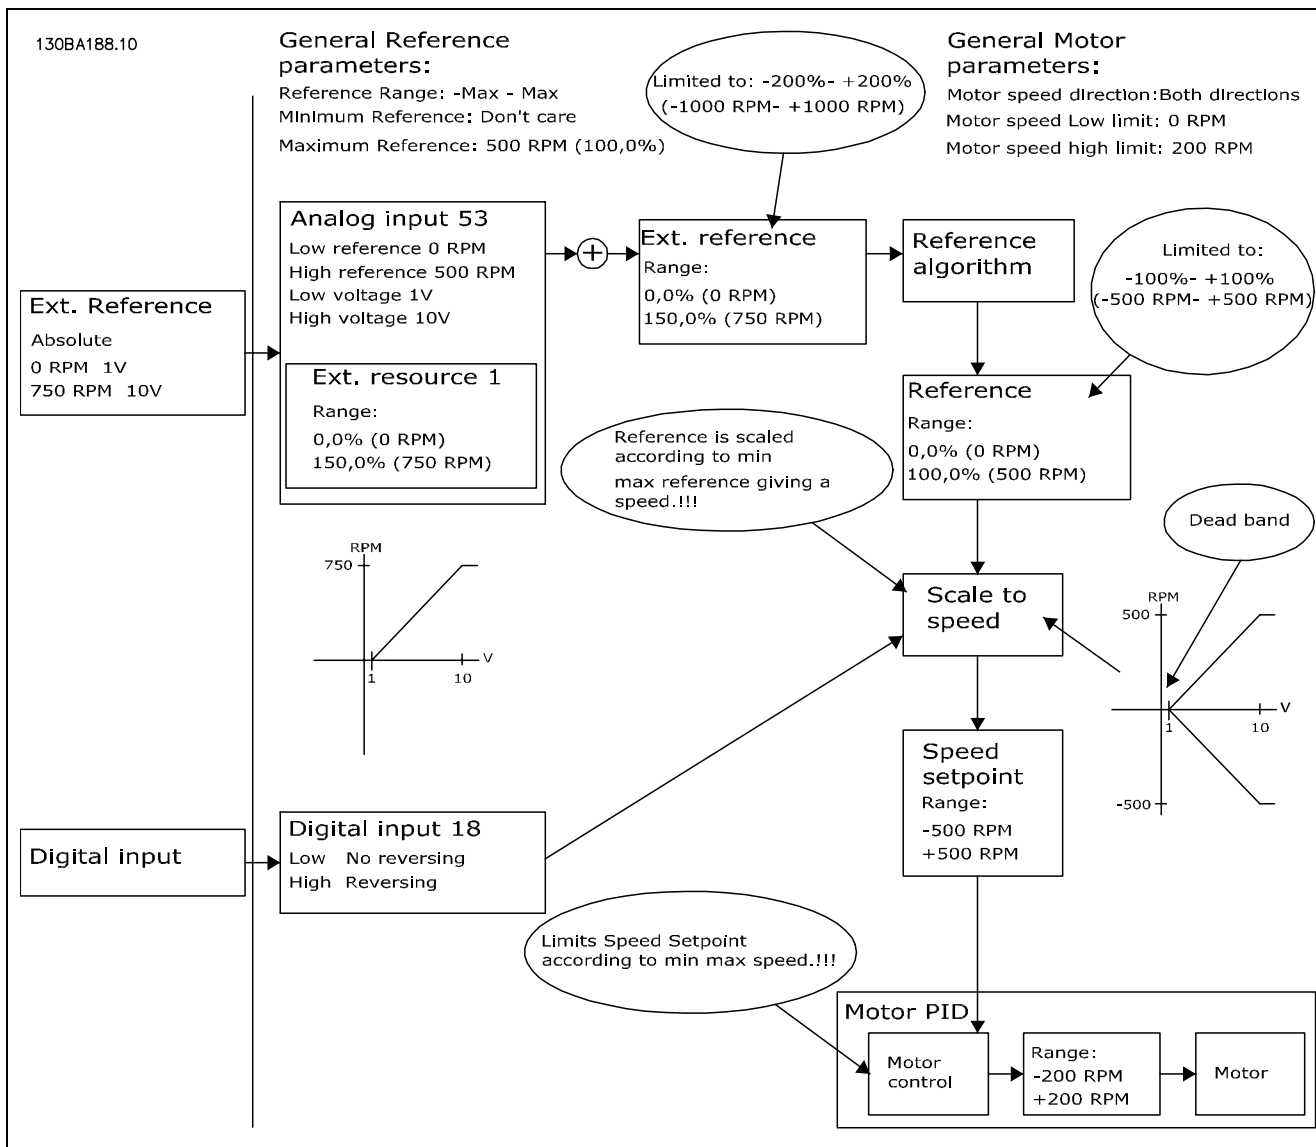 130BA188.10
General Reference
parameters:
Reference Range: -Max - Max
Minimum Reference: Don't care
Maximum Reference: 500 RPM (100,0%)
Limited to: -200%- +200%
(-1000 RPM- +1000 RPM)
General Motor
parameters:
Motor speed direction:Both directions
Motor speed Low limit: 0 RPM
Motor speed high limit: 200 RPM
Ext. Reference
Absolute
0 RPM 1V
750 RPM 10V
Analog input 53
Low reference 0 RPM
High reference 500 RPM
Low voltage 1V
High voltage 10V
Ext. resource 1
Range:
0,0% (0 RPM)
150,0% (750 RPM)
+
Ext. reference
Range:
0,0% (0 RPM)
150,0% (750 RPM)
Reference
algorithm
Limited to:
-100%- +100%
(-500 RPM- +500 RPM)
Reference
Range:
0,0% (0 RPM)
100,0% (500 RPM)
Reference is scaled
according to min
max reference giving a
speed.!!!
Dead band
RPM
750
V
1
10
Scale to
speed
RPM
500
V
1
10
-500
Speed
setpoint
Range:
-500 RPM
+500 RPM
Digital input
Digital input 18
Low No reversing
High Reversing
Limits Speed Setpoint
according to min max speed.!!!
Motor PID
Motor
control
Range:
-200 RPM
+200 RPM
Motor